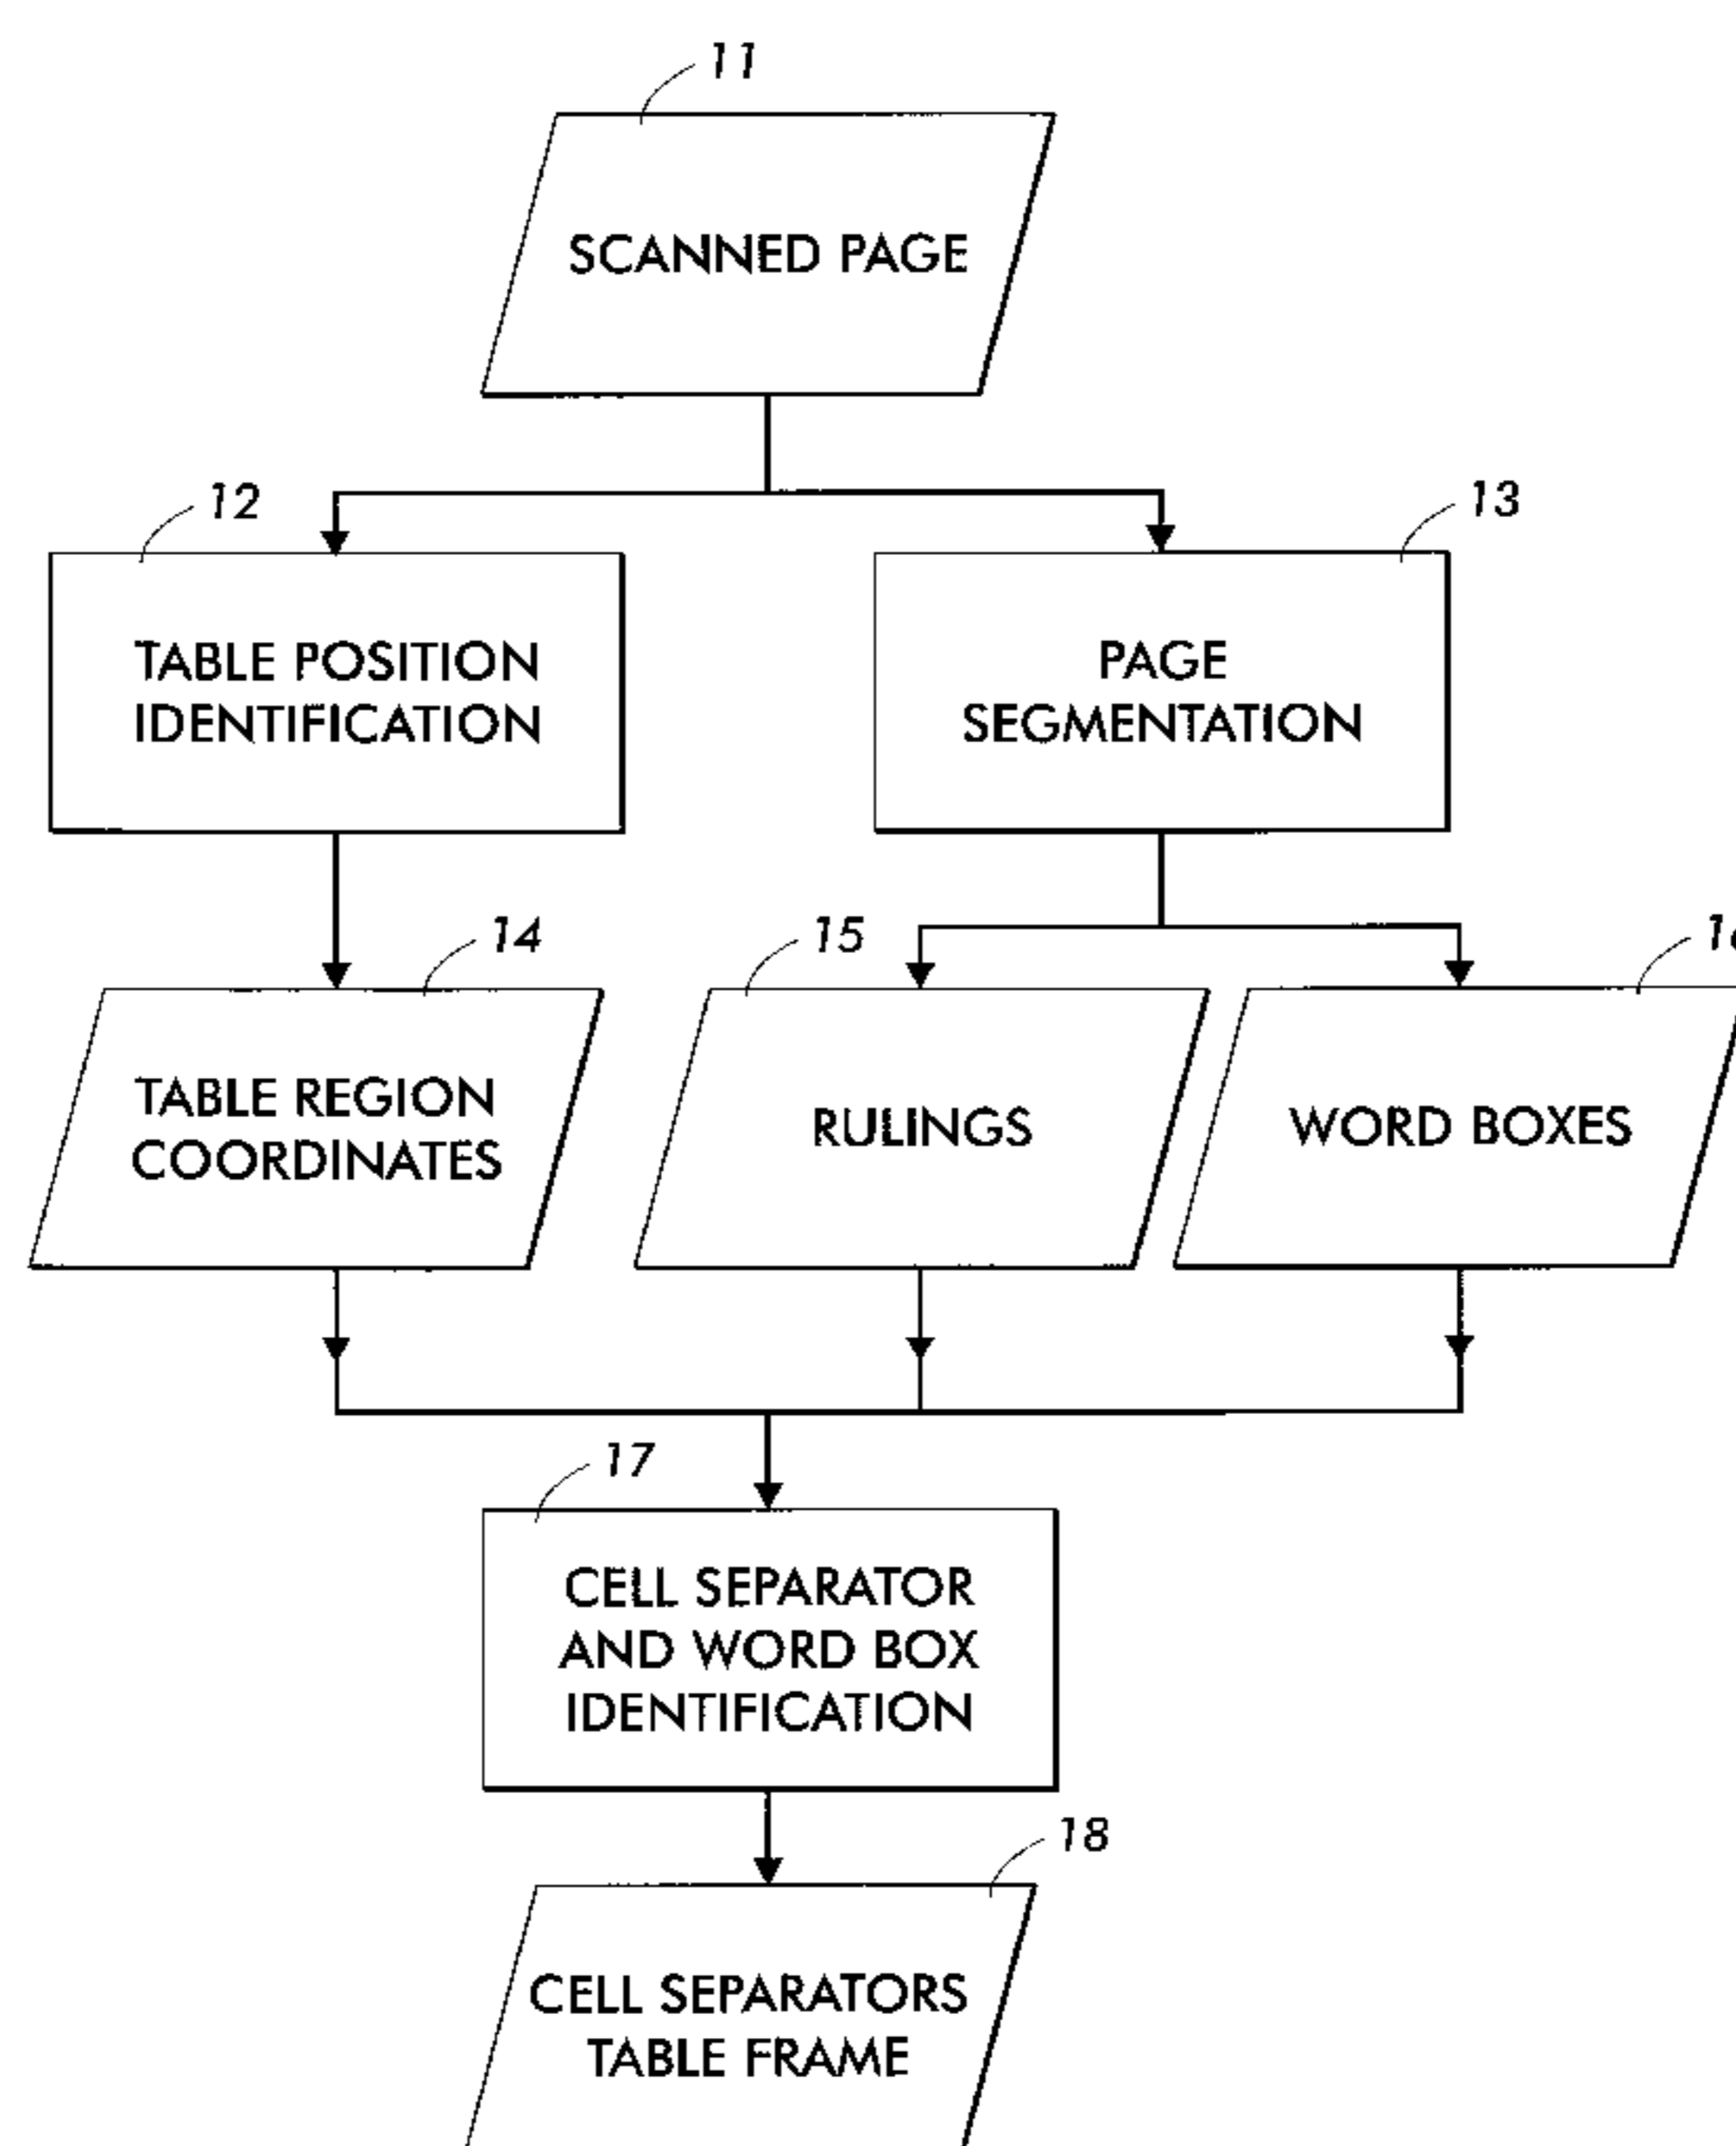 11
SCANNED PAGE
12
13
TABLE POSITION
IDENTIFICATION
PAGE
SEGMENTATION
14
15
TABLE REGION
COORDINATES
RULINGS
WORD BOXES
17
CELL SEPARATOR
AND WORD BOX
IDENTIFICATION
18
CELL SEPARATORS
TABLE FRAME